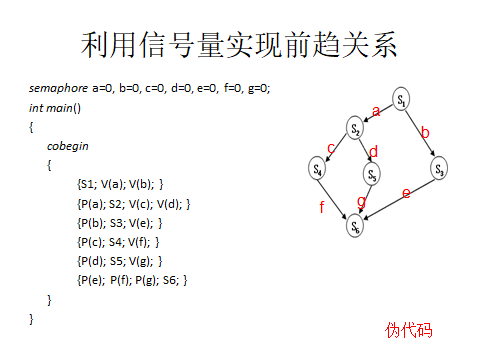 利用信号量实现前趋关系
semaphore a=0, b=0, c=0, d=0, e=0, f=0, g=0;
int main()
{
cobegin
{
{S1; V(a); V(b); }
{P(a); S2; V(c); V(d); }
{P(b); S3; V(e); }
{P(c); S4; V(f); }
{P(d); S5; V(g); }
{P(e); P(f); P(g); S6; }
}
}
S₁
a
b
S₂
c
d
S₄
S₅
S₃
f
g
e
S₆
伪代码